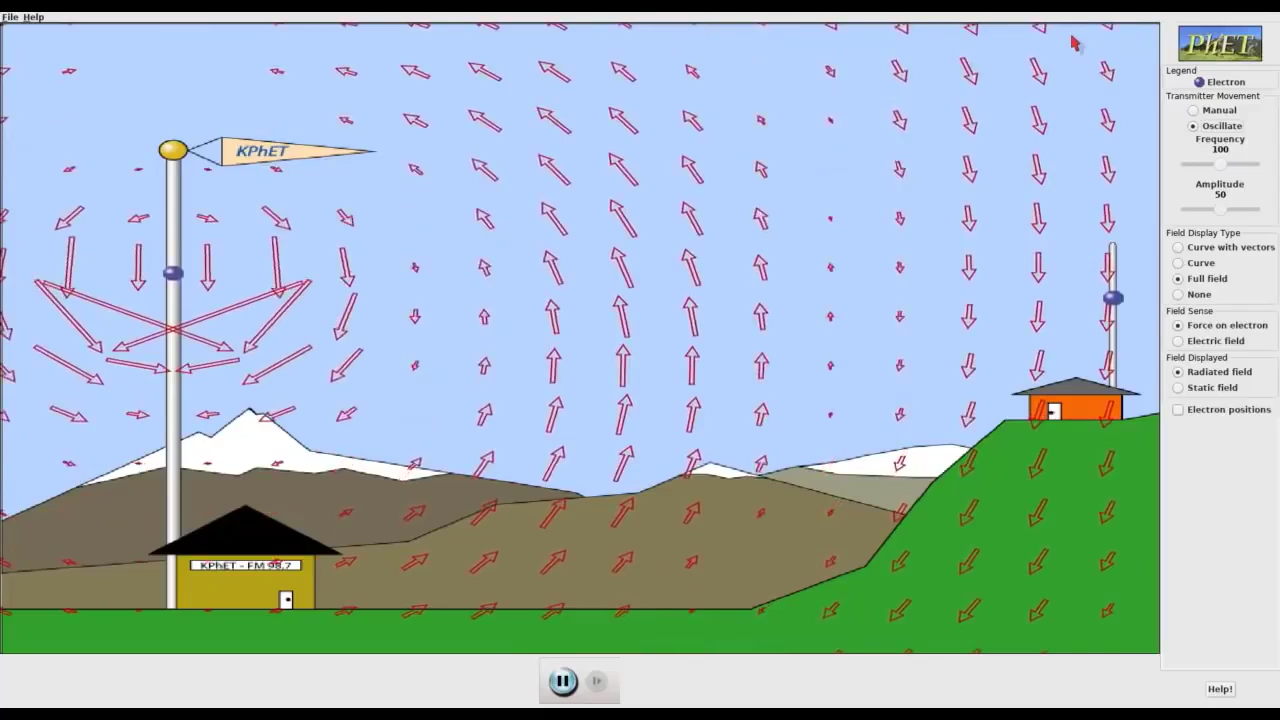 File Help
PhET
Legend
Electron
Transmitter Movement
Manual
Oscillate
Frequency
100
Amplitude
50
Field Display Type
Curve with vectors
Curve
Full field
None
Field Sense
Force on electron
Electric field
Field Displayed
Radiated field
Static field
Electron positions
KPhET
KPhET - FM 98.7
Help!